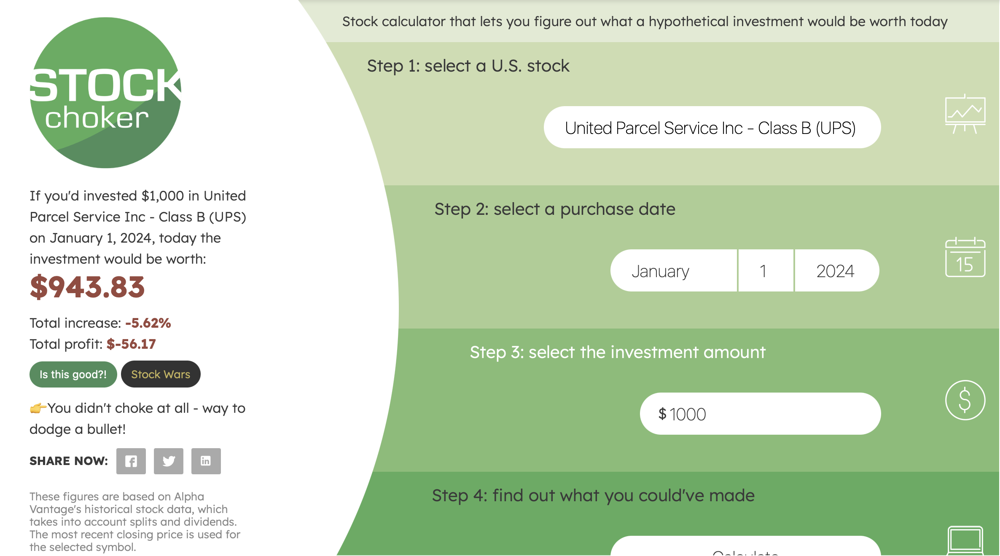 STOCK
choker
If you'd invested $1,000 in United
Parcel Service Inc - Class B (UPS)
on January 1, 2024, today the
investment would be worth:
$943.83
Total increase: -5.62%
Total profit: $-56.17
Is this good?! Stock Wars
👉You didn't choke at all - way to
dodge a bullet!
SHARE NOW:
These figures are based on Alpha
Vantage's historical stock data, which
takes into account splits and dividends.
The most recent closing price is used for
the selected symbol.
Stock calculator that lets you figure out what a hypothetical investment would be worth today
Step 1: select a U.S. stock
United Parcel Service Inc - Class B (UPS)
Step 2: select a purchase date
January 1 2024
15
Step 3: select the investment amount
$ 1000
$
Step 4: find out what you could've made
Calculate